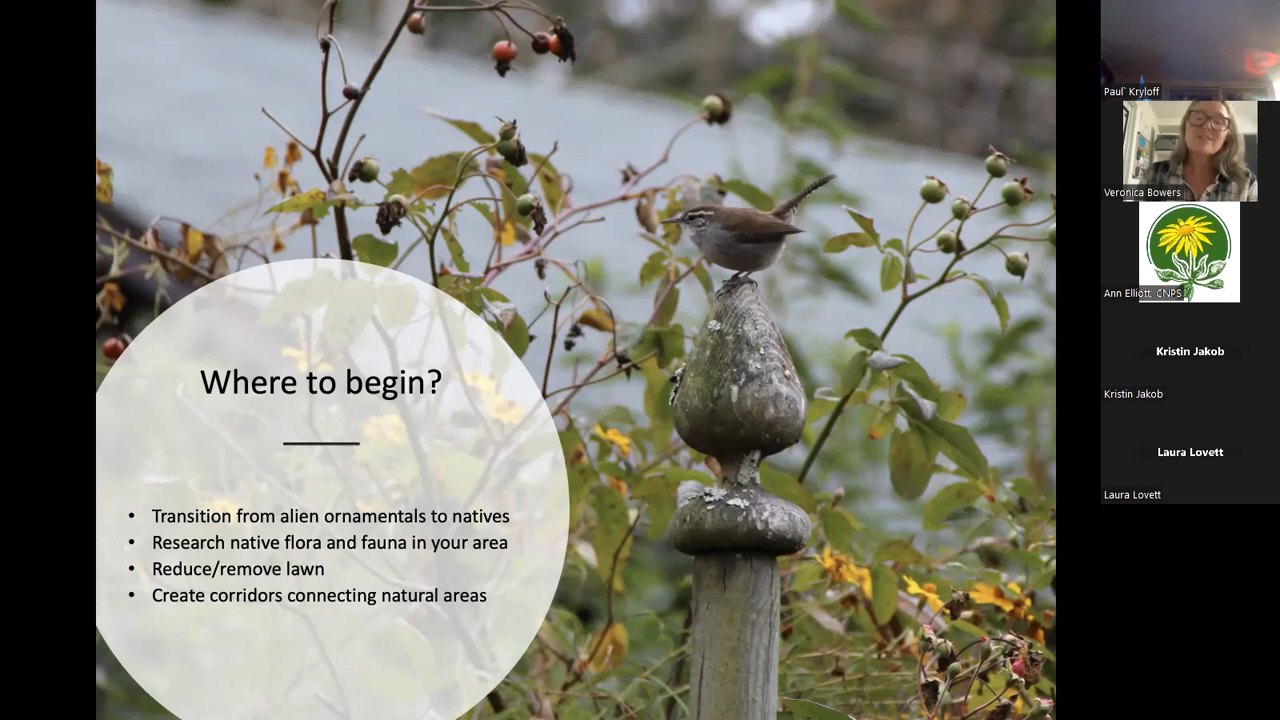 Where to begin?
• Transition from alien ornamentals to natives
• Research native flora and fauna in your area
• Reduce/remove lawn
• Create corridors connecting natural areas
Paul` Kryloff
Veronica Bowers
Ann Elliott. CNPS
Kristin Jakob
Kristin Jakob
Laura Lovett
Laura Lovett